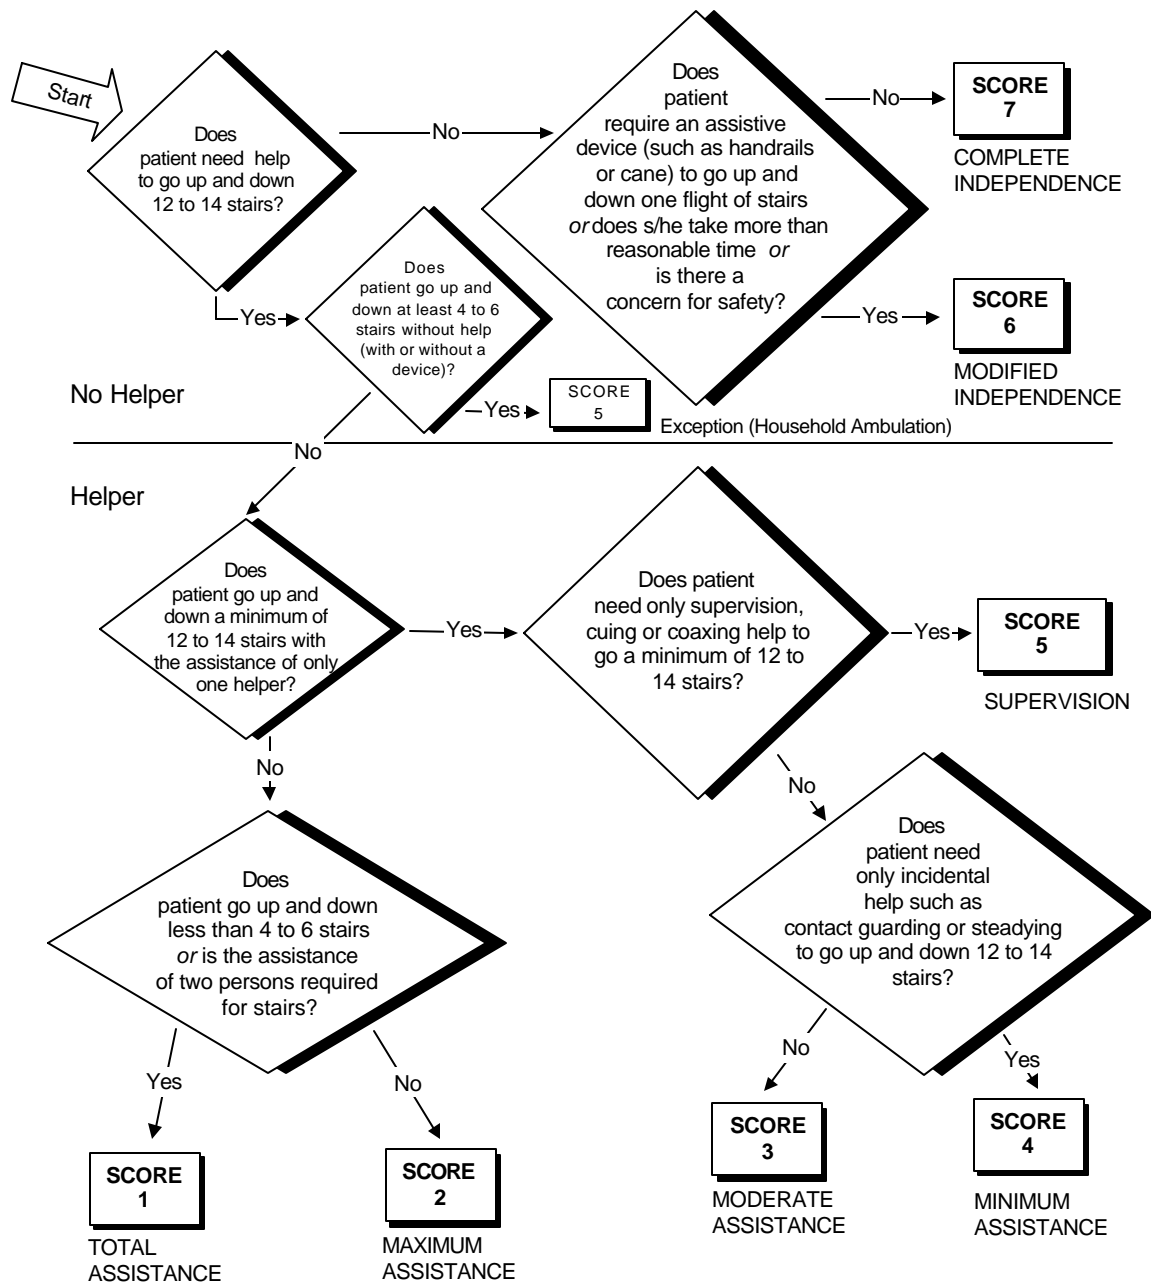 Start
Does
patient need help
to go up and down
12 to 14 stairs?
No
Does
patient
require an assistive
device (such as handrails
or cane) to go up and
down one flight of stairs
or does s/he take more than
reasonable time or
is there a
concern for safety?
No
SCORE
7
COMPLETE
INDEPENDENCE
Yes
SCORE
6
MODIFIED
INDEPENDENCE
Yes
Does
patient go up and
down at least 4 to 6
stairs without help
(with or without a
device)?
Yes
SCORE
5
Exception (Household Ambulation)
No Helper
No
Helper
Does
patient go up and
down a minimum of
12 to 14 stairs with
the assistance of only
one helper?
Yes
Does patient
need only supervision,
cuing or coaxing help to
go a minimum of 12 to
14 stairs?
Yes
SCORE
5
SUPERVISION
No
No
Does
patient go up and down
less than 4 to 6 stairs
or is the assistance
of two persons required
for stairs?
Does
patient need
only incidental
help such as
contact guarding or steadying
to go up and down 12 to 14
stairs?
Yes
No
No
Yes
SCORE
1
TOTAL
ASSISTANCE
SCORE
2
MAXIMUM
ASSISTANCE
SCORE
3
MODERATE
ASSISTANCE
SCORE
4
MINIMUM
ASSISTANCE